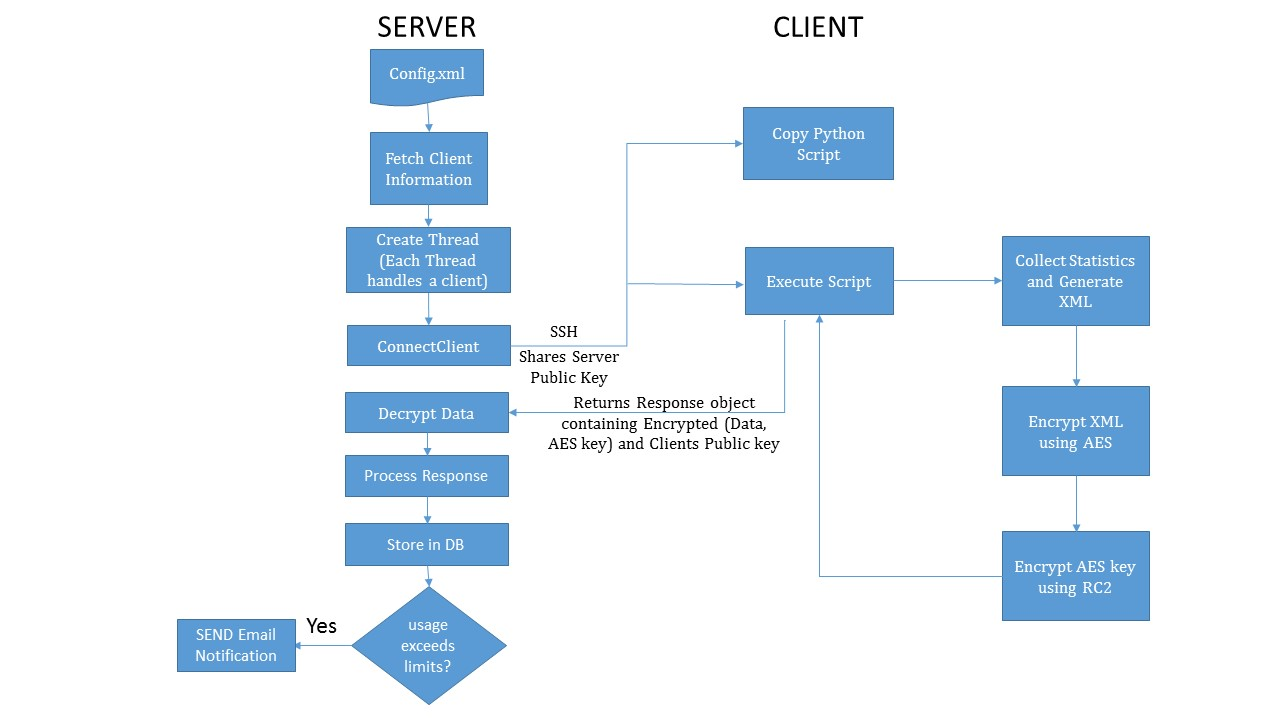 SERVER
CLIENT
Config.xml
Fetch Client
Information
Create Thread
(Each Thread
handles a client)
ConnectClient
SSH
Shares Server
Public Key
Copy Python
Script
Execute Script
Collect Statistics
and Generate
XML
Encrypt XML
using AES
Encrypt AES key
using RC2
Returns Response object
containing Encrypted (Data,
AES key) and Clients Public key
Decrypt Data
Process Response
Store in DB
usage
exceeds
limits?
Yes
SEND Email
Notification